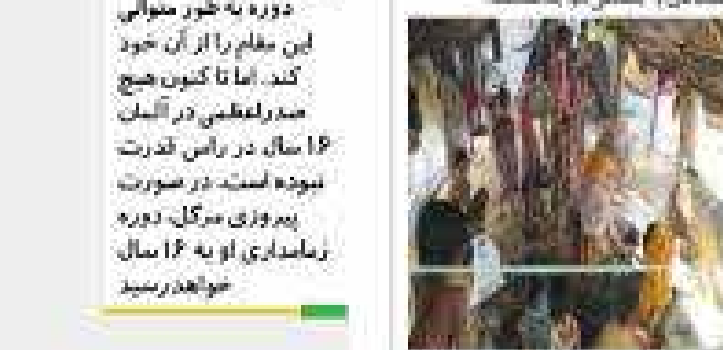 دوره به طور متوالی
این مقام را از آن خود
کند. اما تا کنون هیچ
صدراعظمی در آلمان
۱۶ سال در راس قدرت
نبوده است. در صورت
پیروزی مرکل، دوره
زمامداری او به ۱۶ سال
خواهد رسید